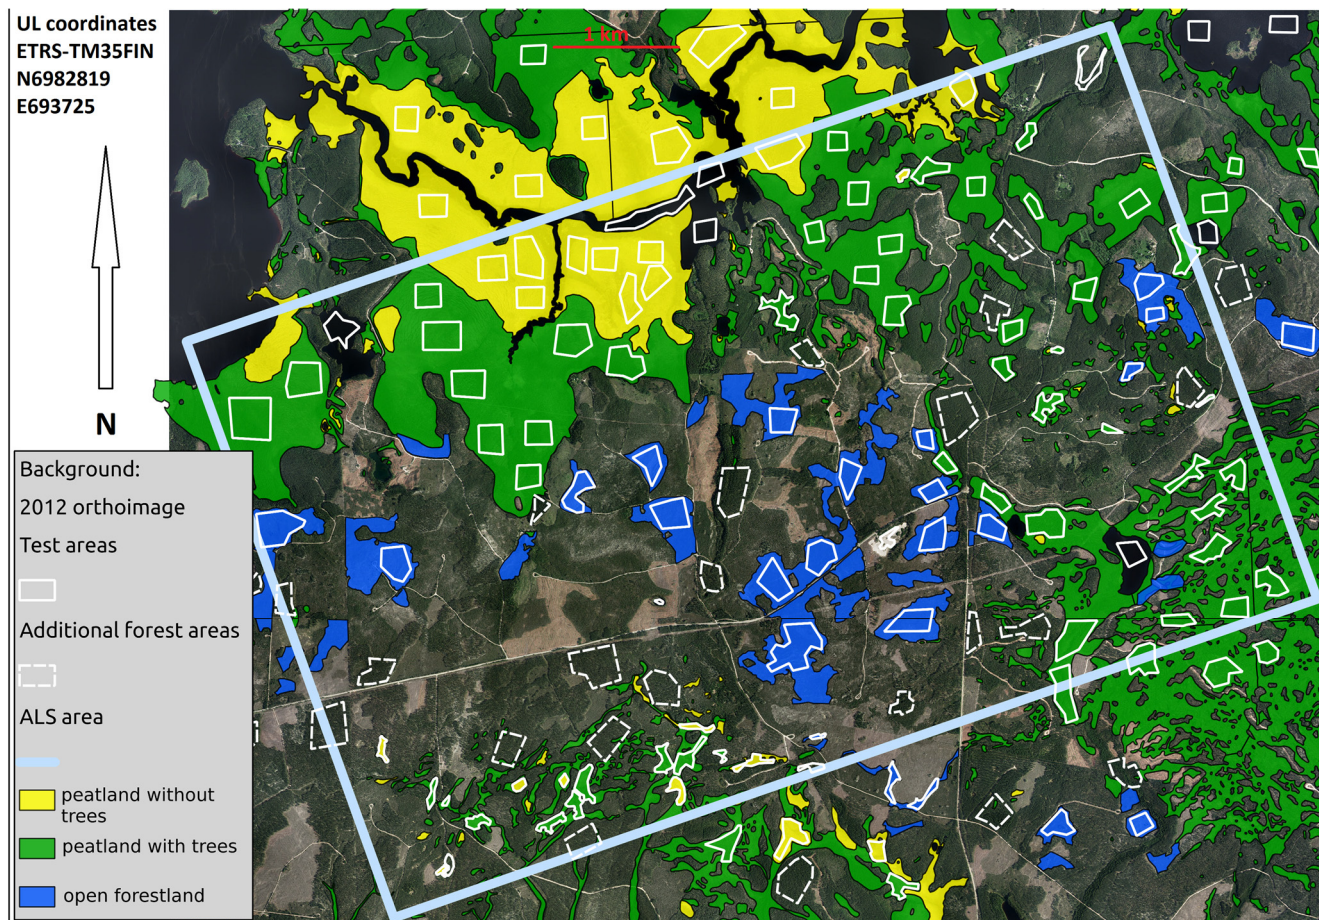 UL coordinates
ETRS-TM35FIN
N6982819
E693725
1 km
N
Background:
2012 orthoimage
Test areas
Additional forest areas
ALS area
peatland without
trees
peatland with trees
open forestland